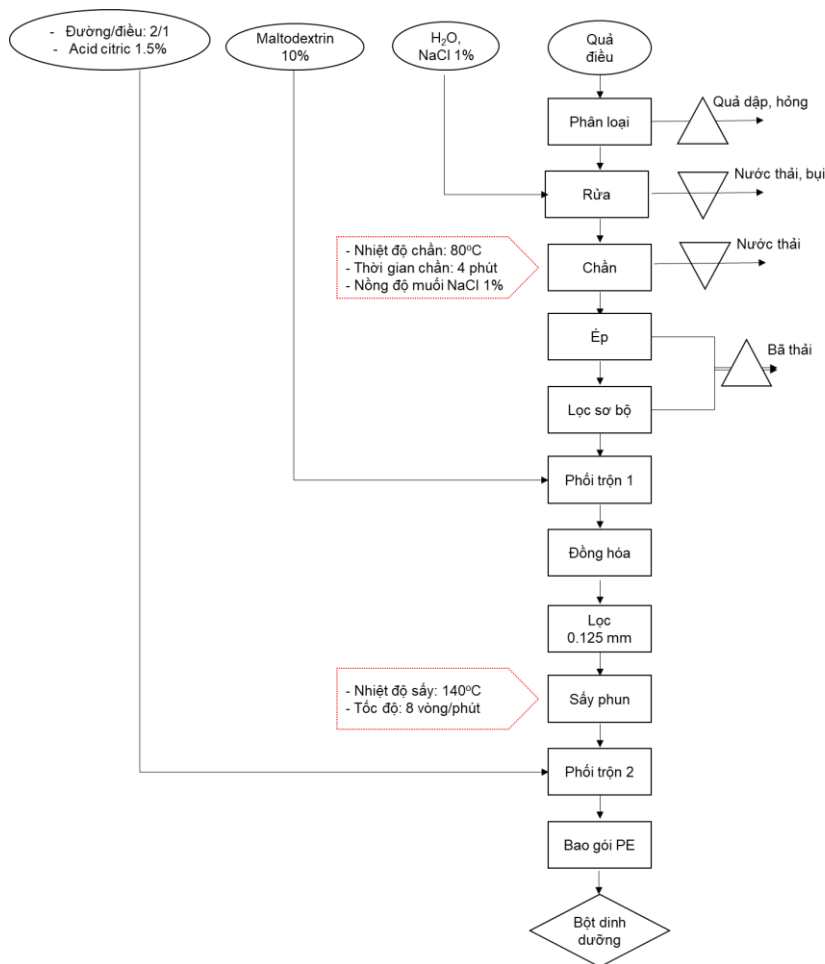 - Đường/điều: 2/1
- Acid citric 1.5%
Maltodextrin
10%
H₂O,
NaCl 1%
Quả
điều
Phân loại
Quả dập, hỏng
Rửa
Nước thải, bụi
- Nhiệt độ chần: 80°C
- Thời gian chần: 4 phút
- Nồng độ muối NaCl 1%
Chần
Nước thải
Ép
Bã thải
Lọc sơ bộ
Phối trộn 1
Đồng hóa
Lọc
0.125 mm
- Nhiệt độ sấy: 140°C
- Tốc độ: 8 vòng/phút
Sấy phun
Phối trộn 2
Bao gói PE
Bột dinh
dưỡng